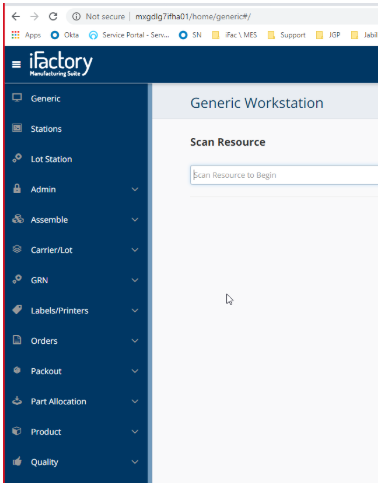 Not secure | mxgdlg7ifha01/home/generic#/
Apps Okta Service Portal - Serv... SN iFac \ MES Support JGP Jabil
iFactory
Manufacturing Suite
Generic
Stations
Lot Station
Admin
Assemble
Carrier/Lot
GRN
Labels/Printers
Orders
Packout
Part Allocation
Product
Quality
Generic Workstation
Scan Resource
Scan Resource to Begin